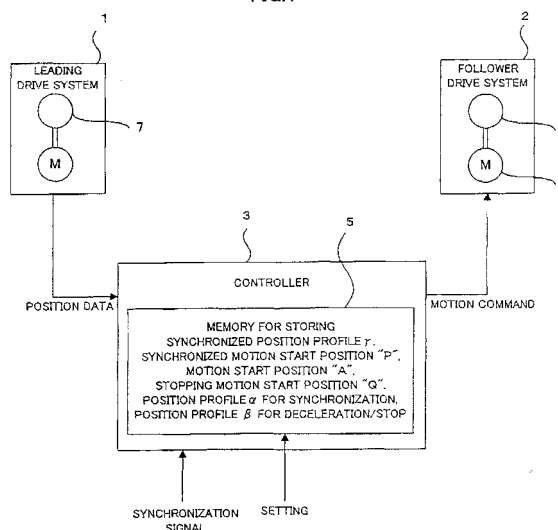 1
2
LEADING
DRIVE SYSTEM
FOLLOWER
DRIVE SYSTEM
7
M
M
3
5
CONTROLLER
POSITION DATA
MOTION COMMAND
MEMORY FOR STORING
SYNCHRONIZED POSITION PROFILE γ,
SYNCHRONIZED MOTION START POSITION "P",
MOTION START POSITION "A",
STOPPING MOTION START POSITION "Q",
POSITION PROFILE α FOR SYNCHRONIZATION,
POSITION PROFILE β FOR DECELERATION/STOP
SYNCHRONIZATION
SIGNAL
SETTING